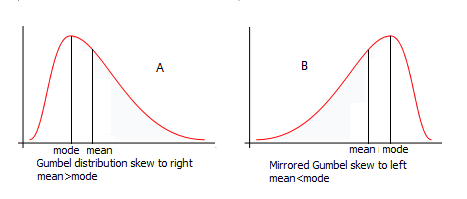 A
mode mean
Gumbel distribution skew to right
mean>mode
B
mean mode
Mirrored Gumbel skew to left
mean<mode